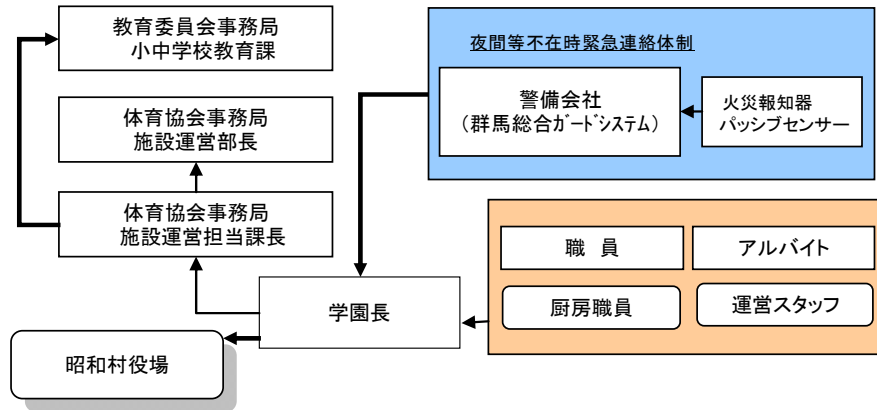 教育委員会事務局
小中学校教育課
体育協会事務局
施設運営部長
体育協会事務局
施設運営担当課長
学園長
昭和村役場
夜間等不在時緊急連絡体制
警備会社
(群馬総合ｶﾞｰﾄﾞｼｽﾃﾑ)
火災報知器
パッシブセンサー
職　員
アルバイト
厨房職員
運営スタッフ